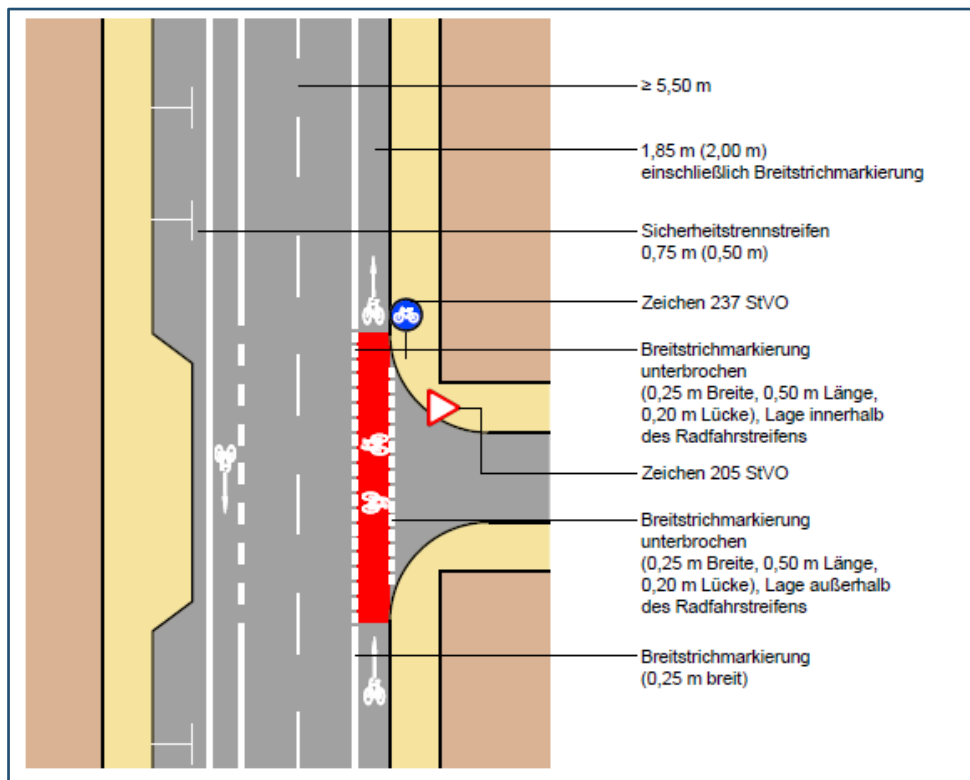 ≥ 5,50 m
1,85 m (2,00 m)
einschließlich Breitstrichmarkierung
Sicherheitstrennstreifen
0,75 m (0,50 m)
Zeichen 237 StVO
Breitstrichmarkierung
unterbrochen
(0,25 m Breite, 0,50 m Länge,
0,20 m Lücke), Lage innerhalb
des Radfahrstreifens
Zeichen 205 StVO
Breitstrichmarkierung
unterbrochen
(0,25 m Breite, 0,50 m Länge,
0,20 m Lücke), Lage außerhalb
des Radfahrstreifens
Breitstrichmarkierung
(0,25 m breit)